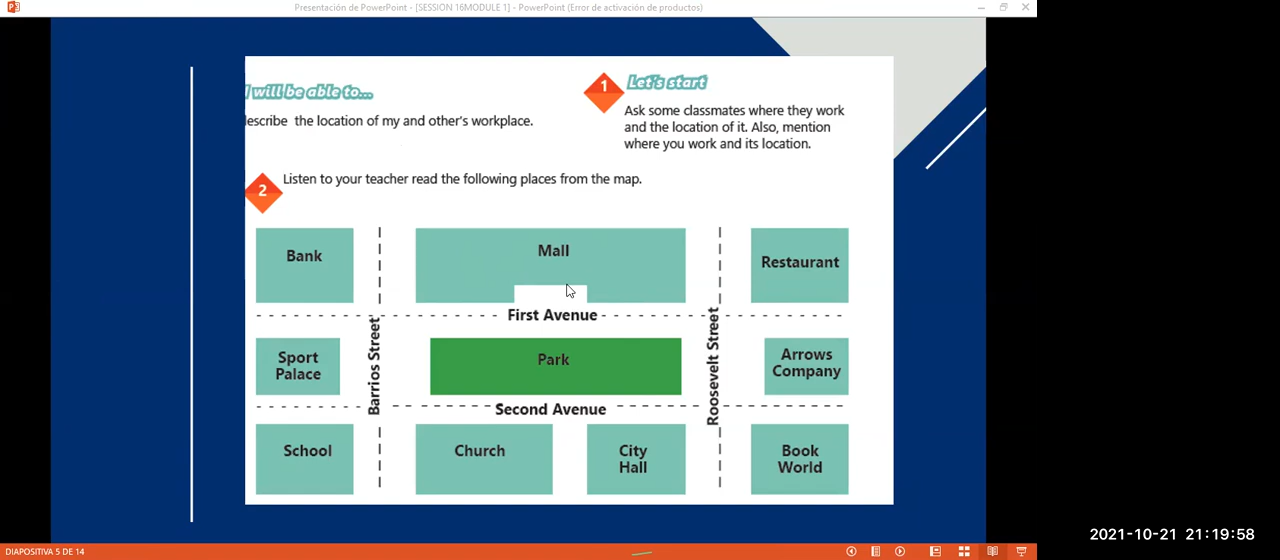 Presentación de PowerPoint - [SESSION 16MODULE 1] - PowerPoint (Error de activación de productos)
I will be able to...
describe the location of my and other's workplace.
1
Let's start
Ask some classmates where they work
and the location of it. Also, mention
where you work and its location.
2
Listen to your teacher read the following places from the map.
Bank
Mall
Restaurant
First Avenue
Barrios Street
Roosevelt Street
Sport
Palace
Park
Arrows
Company
Second Avenue
School
Church
City
Hall
Book
World
2021-10-21 21:19:58
DIAPOSITIVA 5 DE 14